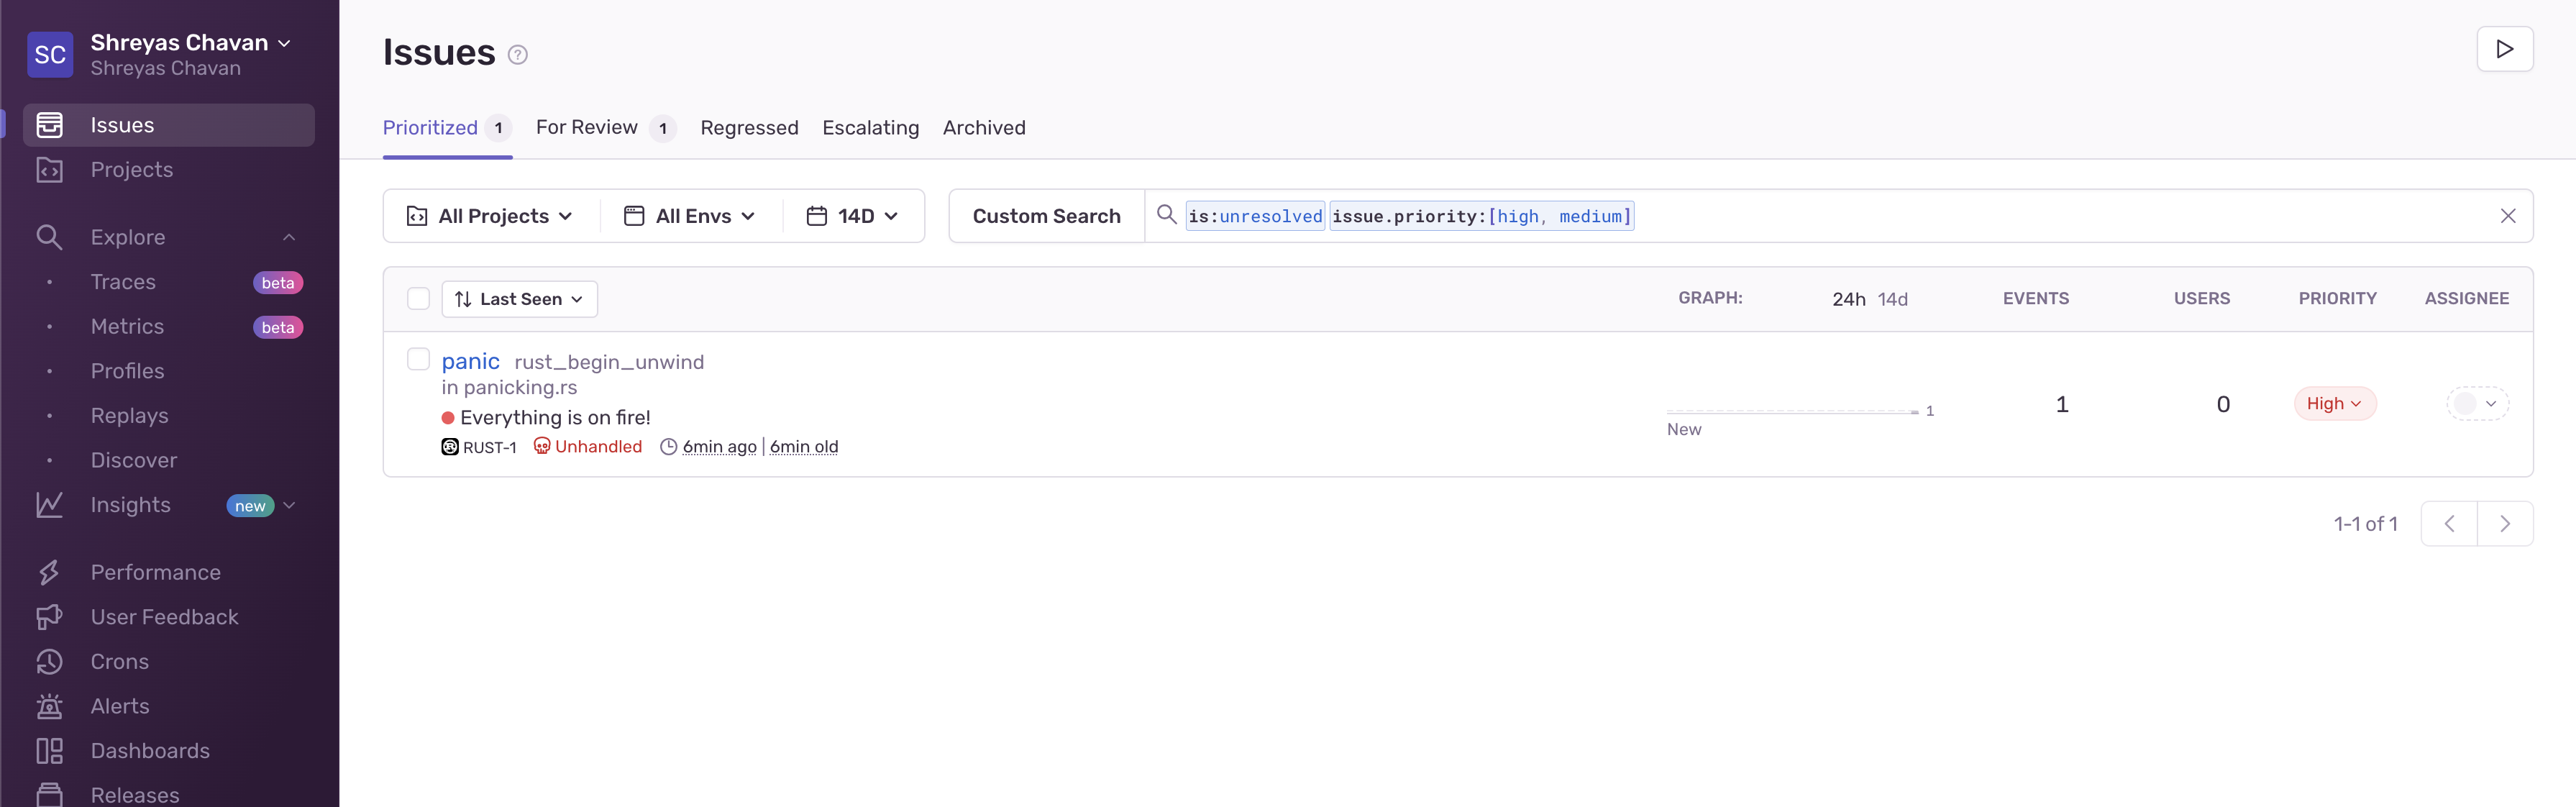 SC
Shreyas Chavan
Shreyas Chavan
Issues
Projects
Explore
Traces beta
Metrics beta
Profiles
Replays
Discover
Insights new
Performance
User Feedback
Crons
Alerts
Dashboards
Releases
Issues ?
Prioritized 1 For Review 1 Regressed Escalating Archived
All Projects All Envs 14D Custom Search is:unresolved issue.priority:[high, medium]
Last Seen GRAPH: 24h 14d EVENTS USERS PRIORITY ASSIGNEE
panic rust_begin_unwind
in panicking.rs
Everything is on fire!
RUST-1 Unhandled 6min ago | 6min old
1
New
1 0 High
1-1 of 1